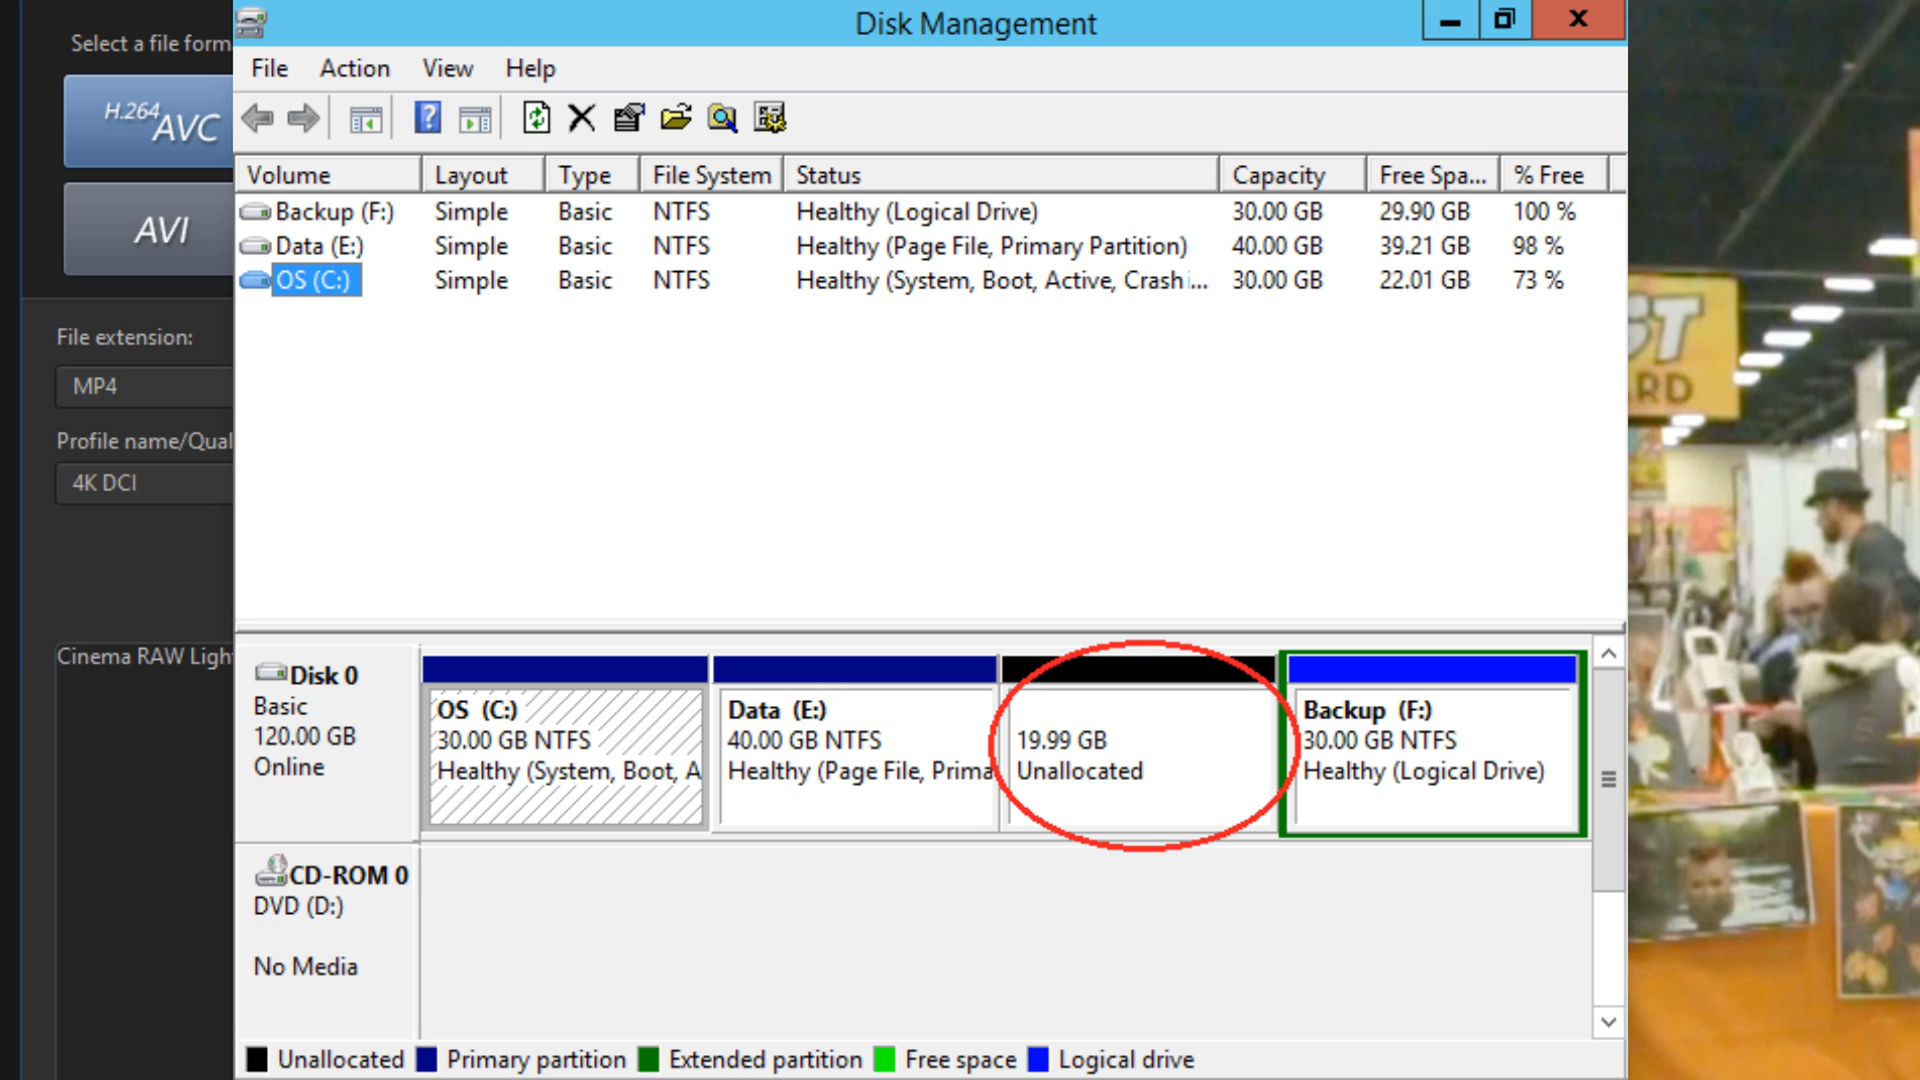 Select a file form
H.264 AVC
AVI
File extension:
MP4
Profile name/Qual
4K DCI
Cinema RAW Ligh
Disk Management
File Action View Help
Volume Layout Type File System Status Capacity Free Spa... % Free
Backup (F:) Simple Basic NTFS Healthy (Logical Drive) 30.00 GB 29.90 GB 100 %
Data (E:) Simple Basic NTFS Healthy (Page File, Primary Partition) 40.00 GB 39.21 GB 98 %
OS (C:) Simple Basic NTFS Healthy (System, Boot, Active, Crash ... 30.00 GB 22.01 GB 73 %
Disk 0
Basic
120.00 GB
Online
OS (C:)
30.00 GB NTFS
Healthy (System, Boot, A
Data (E:)
40.00 GB NTFS
Healthy (Page File, Prima
19.99 GB
Unallocated
Backup (F:)
30.00 GB NTFS
Healthy (Logical Drive)
CD-ROM 0
DVD (D:)
No Media
Unallocated Primary partition Extended partition Free space Logical drive